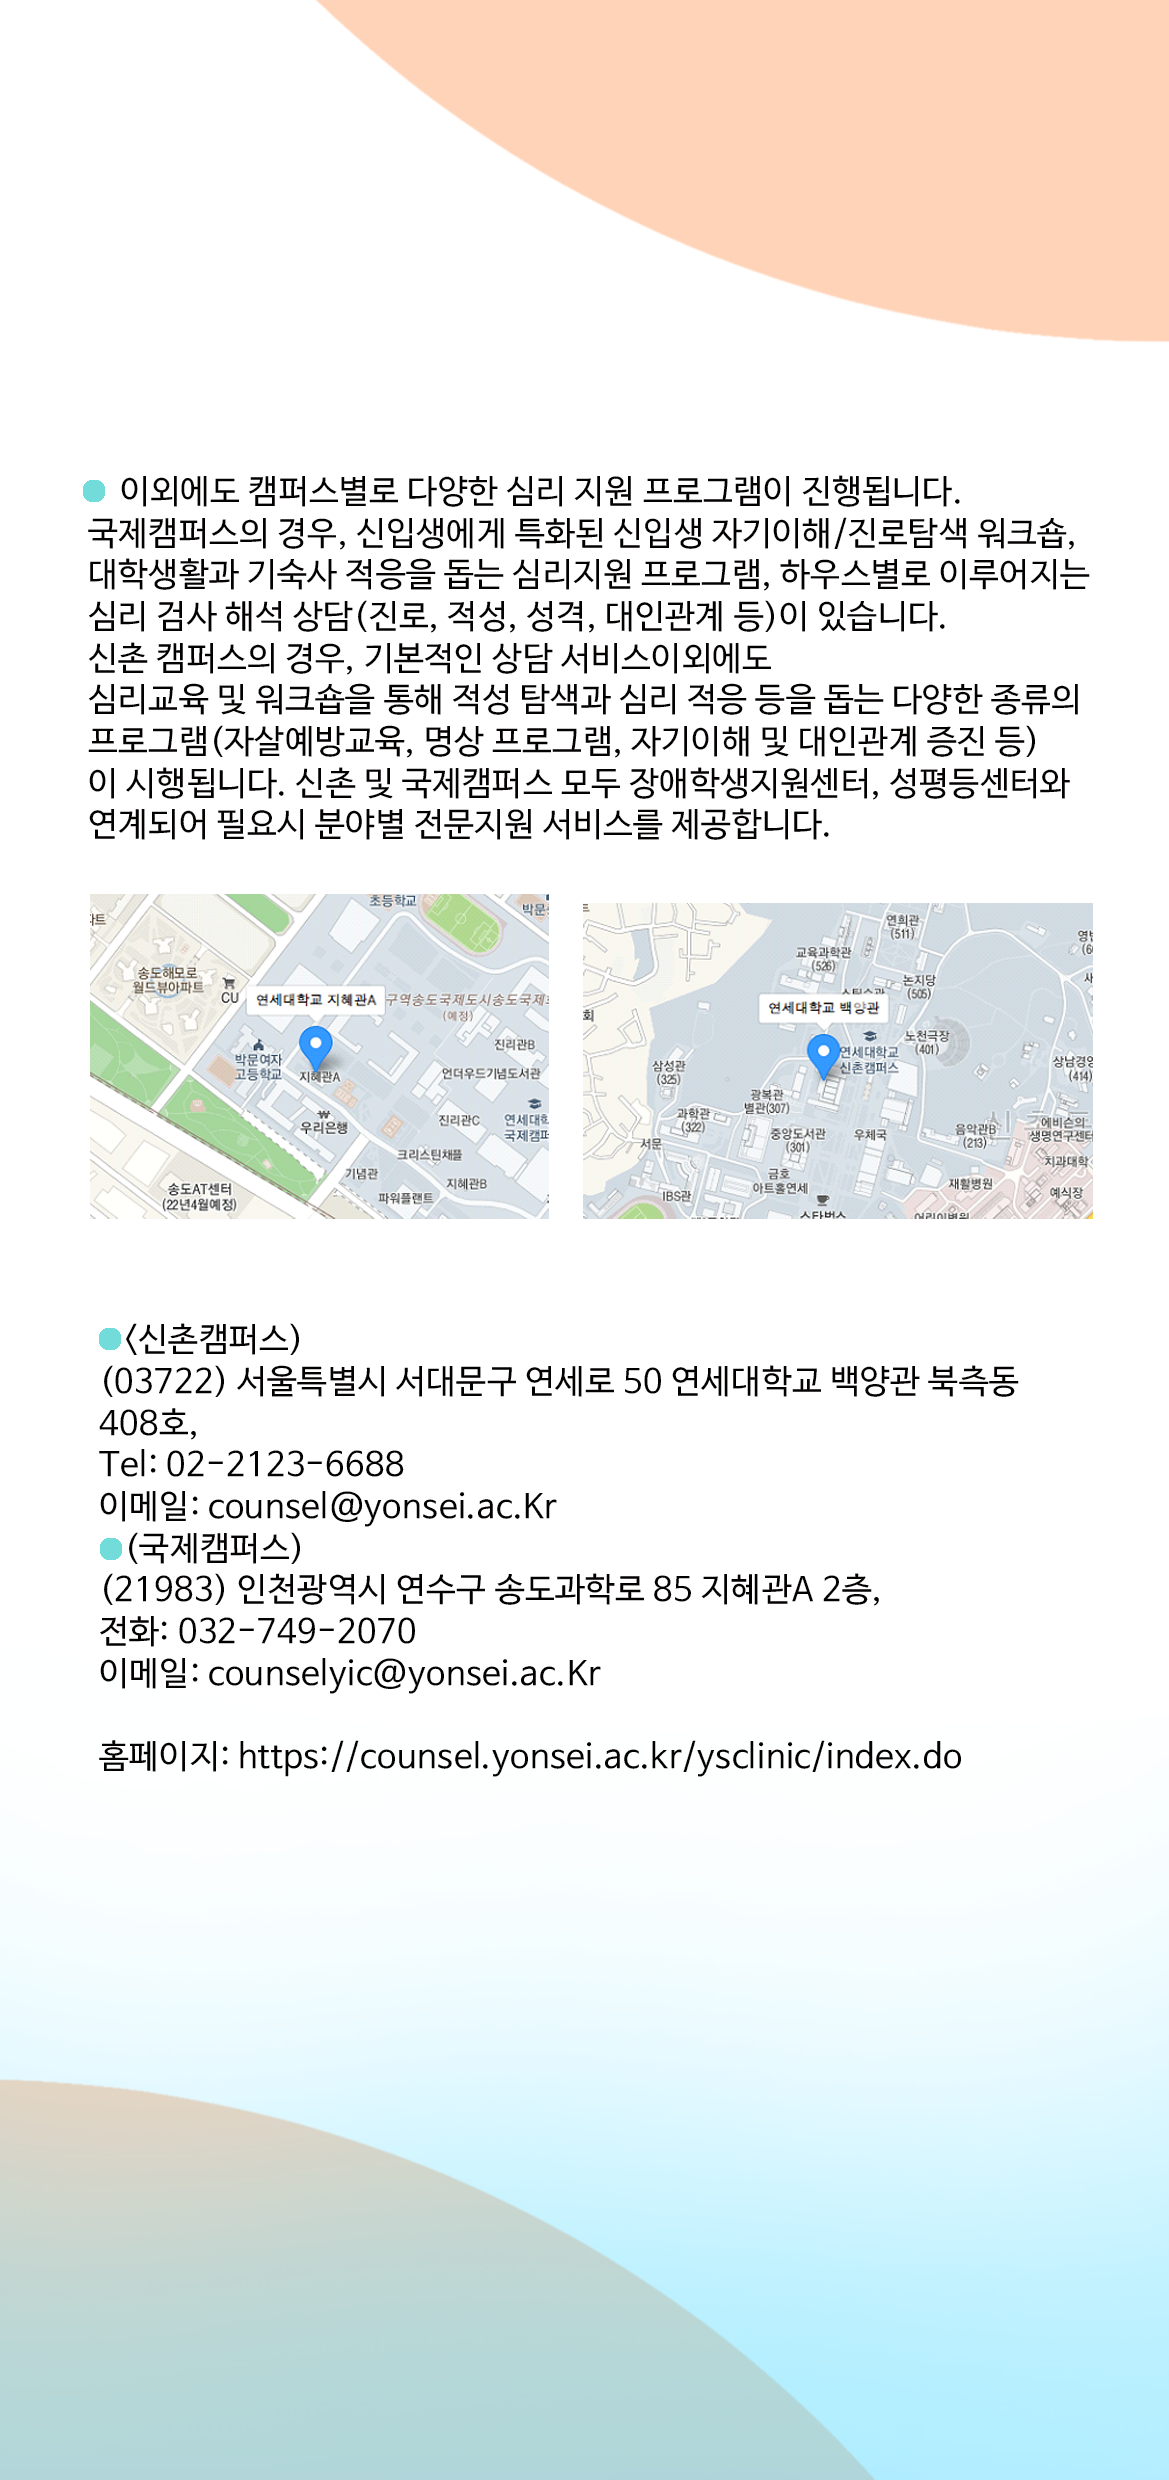 이외에도 캠퍼스별로 다양한 심리 지원 프로그램이 진행됩니다.
국제캠퍼스의 경우, 신입생에게 특화된 신입생 자기이해/진로탐색 워크숍,
대학생활과 기숙사 적응을 돕는 심리지원 프로그램, 하우스별로 이루어지는
심리 검사 해석 상담(진로, 적성, 성격, 대인관계 등)이 있습니다.
신촌 캠퍼스의 경우, 기본적인 상담 서비스이외에도
심리교육 및 워크숍을 통해 적성 탐색과 심리 적응 등을 돕는 다양한 종류의
프로그램(자살예방교육, 명상 프로그램, 자기이해 및 대인관계 증진 등)
이 시행됩니다. 신촌 및 국제캠퍼스 모두 장애학생지원센터, 성평등센터와
연계되어 필요시 분야별 전문지원 서비스를 제공합니다.
초등학교
박문
파트
송도해모로
월드뷰아파트
CU
연세대학교 지혜관A
구역송도국제도시송도국제
(예정)
박문여자
고등학교
지혜관A
진리관B
언더우드기념도서관
우리은행
진리관C
연세대학
국제캠퍼
크리스틴채플
기념관
지혜관B
파워플랜트
송도AT센터
(22년4월예정)
연희관
(511)
교육과학관
(526)
논지당
(505)
연세대학교 백양관
회
연세대학교
신촌캠퍼스
노천극장
(401)
삼성관
(325)
상남경영
(414)
광복관
별관(307)
과학관
(322)
서문
중앙도서관
(301)
우체국
음악관B
(213)
에비슨의
생명연구센터
치과대학
금호
아트홀연세
IBS관
재활병원
예식장
스타벅스
어린이병원
〈신촌캠퍼스)
(03722) 서울특별시 서대문구 연세로 50 연세대학교 백양관 북측동
408호,
Tel: 02-2123-6688
이메일: counsel@yonsei.ac.Kr
(국제캠퍼스)
(21983) 인천광역시 연수구 송도과학로 85 지혜관A 2층,
전화: 032-749-2070
이메일: counselyic@yonsei.ac.Kr
홈페이지: https://counsel.yonsei.ac.kr/ysclinic/index.do